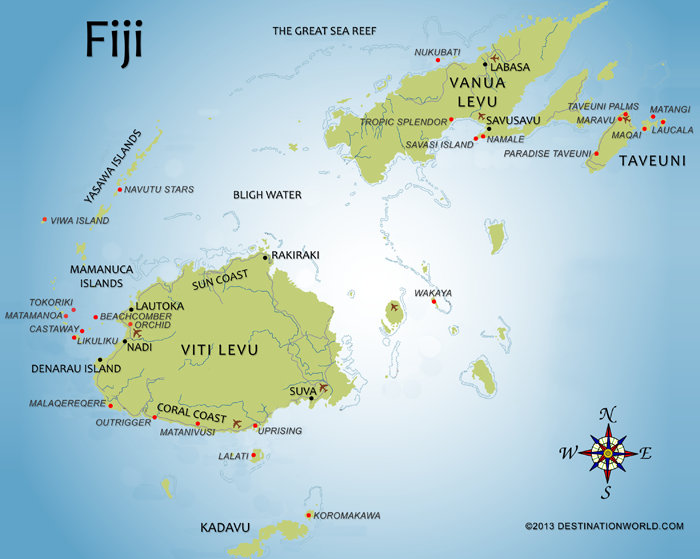 Fiji
THE GREAT SEA REEF
NUKUBATI
LABASA
VANUA
LEVU
TROPIC SPLENDOR
SAVUSAVU
SAVASI ISLAND
NAMALE
TAVEUNI PALMS
MARAVU
MATANGI
MAQAI
LAUCALA
PARADISE TAVEUNI
TAVEUNI
YASAWA ISLANDS
NAVUTU STARS
BLIGH WATER
VIWA ISLAND
RAKIRAKI
MAMANUCA
ISLANDS
SUN COAST
WAKAYA
TOKORIKI
LAUTOKA
MATAMANOA
BEACHCOMBER
CASTAWAY
ORCHID
LIKULIKU
NADI
VITI LEVU
DENARAU ISLAND
SUVA
MALAQEREQERE
CORAL COAST
OUTRIGGER
MATANIVUSI
UPRISING
LALATI
N
W
E
S
KOROMAKAWA
KADAVU
©2013 DESTINATIONWORLD.COM